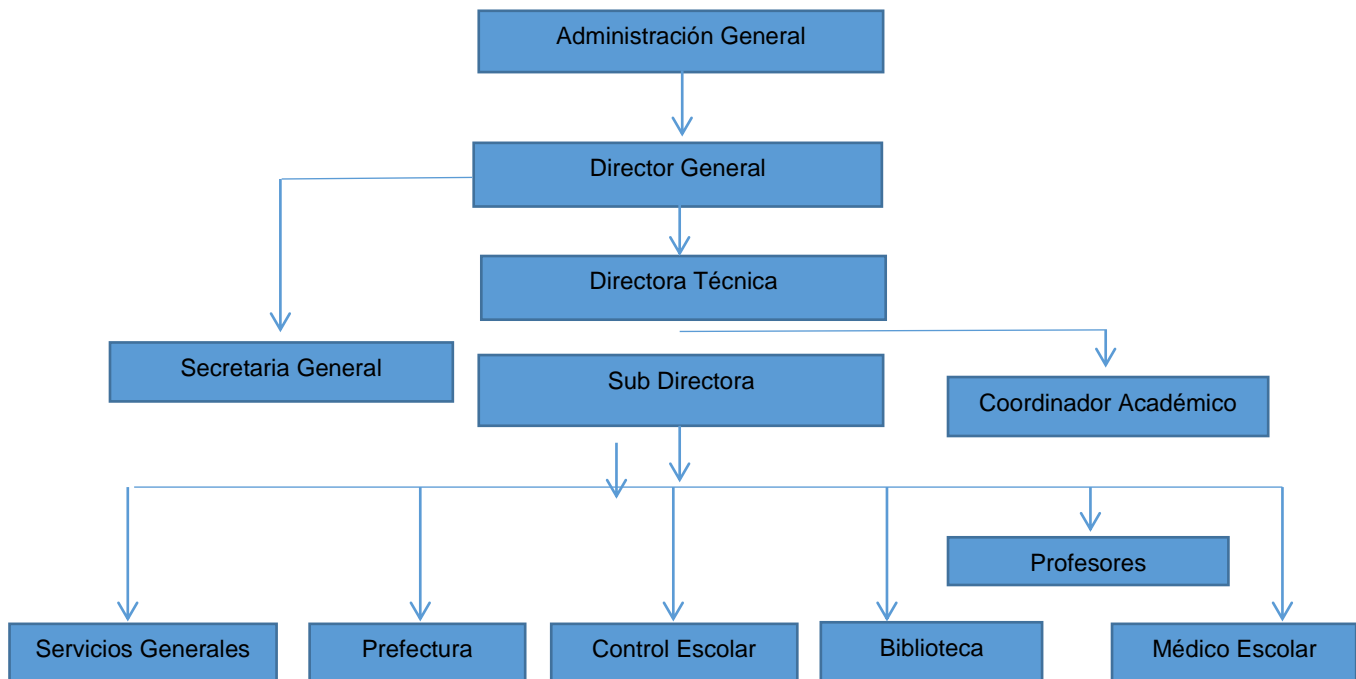 Administración General
Director General
Directora Técnica
Secretaria General
Sub Directora
Coordinador Académico
Profesores
Servicios Generales
Prefectura
Control Escolar
Biblioteca
Médico Escolar